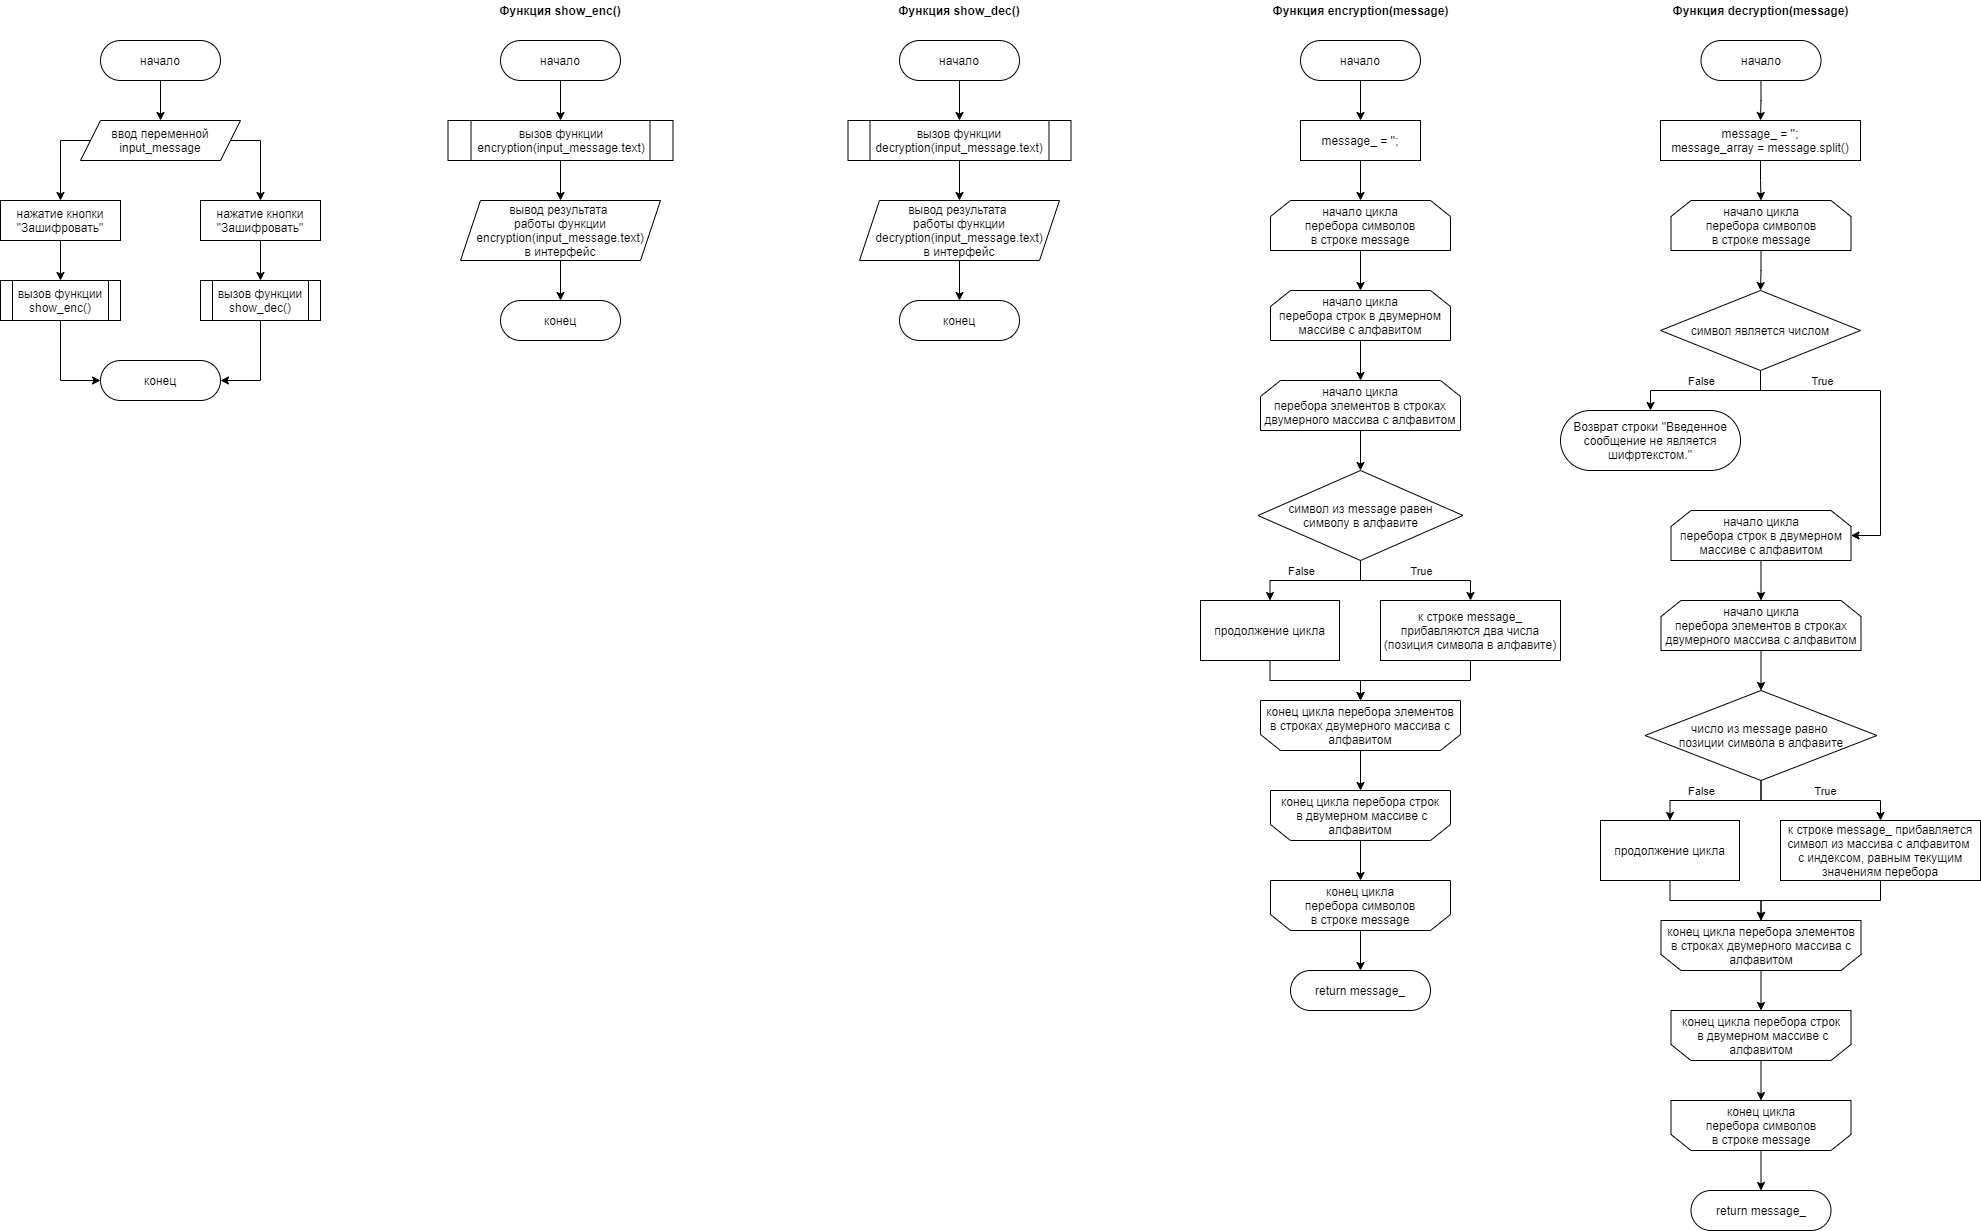 начало
ввод переменной
input_message
нажатие кнопки
"Зашифровать"
нажатие кнопки
"Зашифровать"
вызов функции
show_enc()
вызов функции
show_dec()
конец
Функция show_enc()
начало
вызов функции
encryption(input_message.text)
вывод результата
работы функции
encryption(input_message.text)
в интерфейс
конец
Функция show_dec()
начало
вызов функции
decryption(input_message.text)
вывод результата
работы функции
decryption(input_message.text)
в интерфейс
конец
Функция encryption(message)
начало
message_ = '';
начало цикла
перебора символов
в строке message
начало цикла
перебора строк в двумерном
массиве с алфавитом
начало цикла
перебора элементов в строках
двумерного массива с алфавитом
символ из message равен
символу в алфавите
False
True
продолжение цикла
к строке message_
прибавляются два числа
(позиция символа в алфавите)
конец цикла перебора элементов
в строках двумерного массива с
алфавитом
конец цикла перебора строк
в двумерном массиве с
алфавитом
конец цикла
перебора символов
в строке message
return message_
Функция decryption(message)
начало
message_ = '';
message_array = message.split()
начало цикла
перебора символов
в строке message
символ является числом
False
True
Возврат строки "Введенное
сообщение не является
шифртекстом."
начало цикла
перебора строк в двумерном
массиве с алфавитом
начало цикла
перебора элементов в строках
двумерного массива с алфавитом
число из message равно
позиции символа в алфавите
False
True
продолжение цикла
к строке message_ прибавляется
символ из массива с алфавитом
с индексом, равным текущим
значениям перебора
конец цикла перебора элементов
в строках двумерного массива с
алфавитом
конец цикла перебора строк
в двумерном массиве с
алфавитом
конец цикла
перебора символов
в строке message
return message_